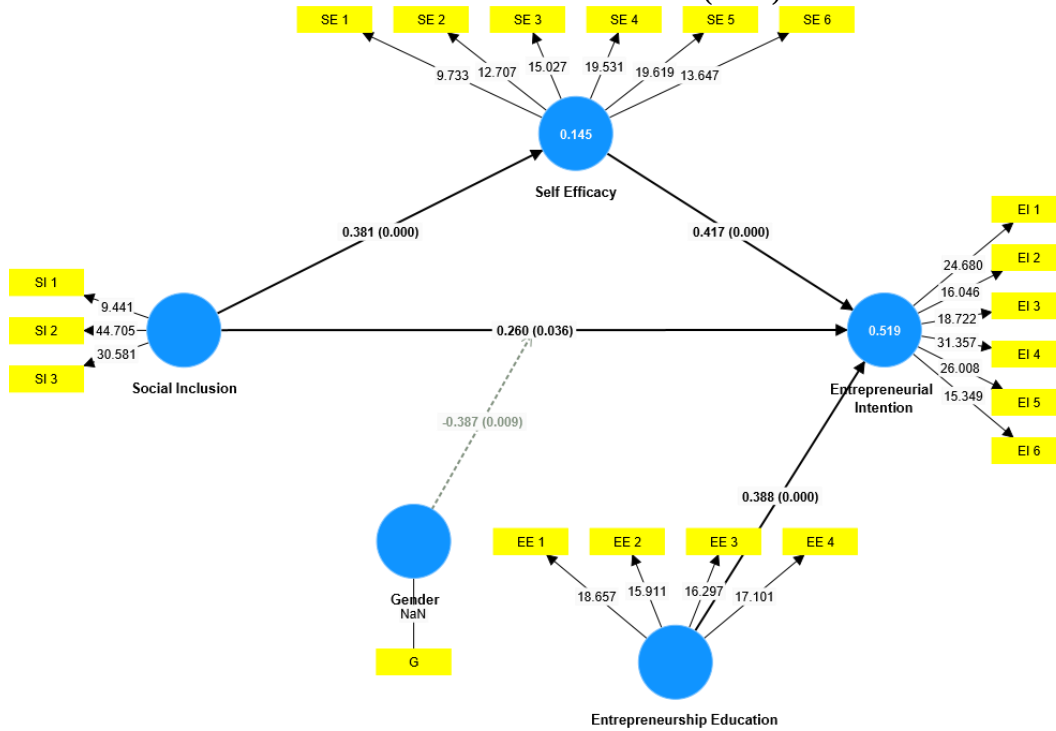 SE 1 SE 2 SE 3 SE 4 SE 5 SE 6
9.733 12.707 15.027 19.531 19.619 13.647
0.145
Self Efficacy
0.381 (0.000)
0.417 (0.000)
EI 1
EI 2
EI 3
EI 4
EI 5
EI 6
24.680
16.046
18.722
31.357
26.008
15.349
0.519
Entrepreneurial
Intention
SI 1
SI 2
SI 3
9.441
44.705
30.581
Social Inclusion
0.260 (0.036)
-0.387 (0.009)
0.388 (0.000)
Gender
NaN
G
EE 1 EE 2 EE 3 EE 4
18.657 15.911 16.297 17.101
Entrepreneurship Education